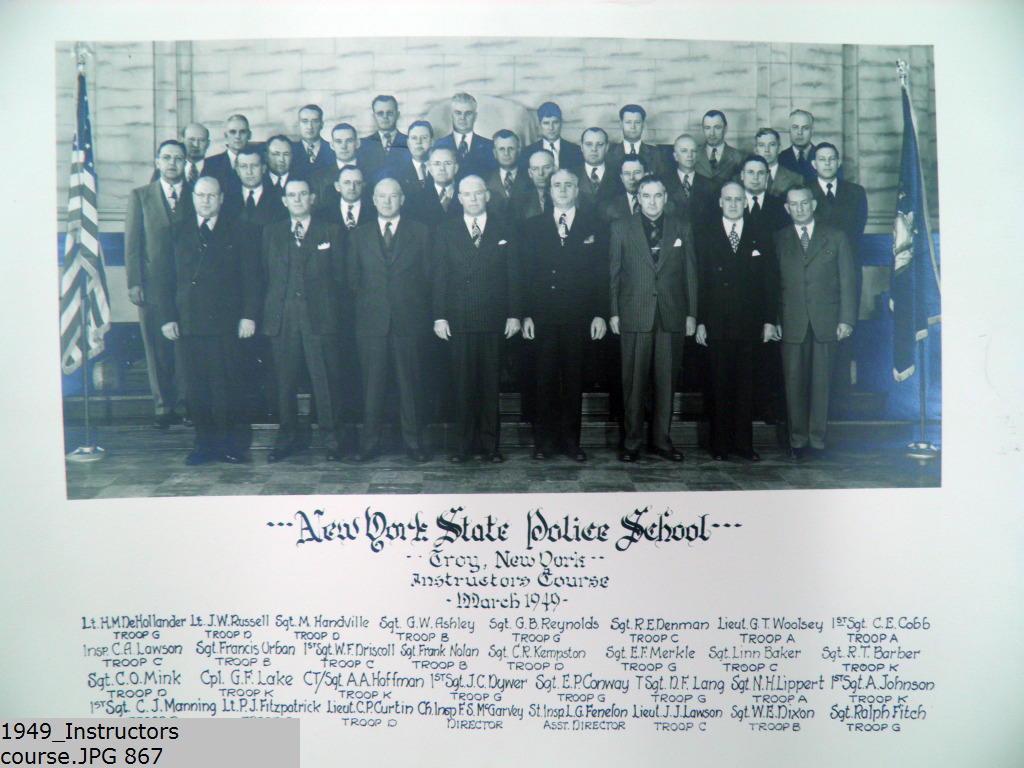 ---New York State Police School---
--Troy, New York--
Instructors Course
-March 1949-
Lt. H.M. DeHollander Lt. J.W. Russell Sgt. M. Handville Sgt. G.W. Ashley Sgt. G.B. Reynolds Sgt. R.E. Denman Lieut. G.T. Woolsey 1ST Sgt. C.E. Cobb
TROOP G TROOP D TROOP D TROOP B TROOP G TROOP C TROOP A TROOP A
Insp. C.A. Lawson Sgt. Francis Urban 1ST Sgt. W.F. Driscoll Sgt. Frank Nolan Sgt. C.R. Kempston Sgt. E.F. Merkle Sgt. Linn Baker Sgt. R.T. Barber
TROOP C TROOP B TROOP C TROOP B TROOP D TROOP G TROOP C TROOP K
Sgt. C.O. Mink Cpl. G.F. Lake CT/Sgt. A.A. Hoffman 1ST Sgt. J.C. Dwyer Sgt. E.P. Conway T Sgt. D.F. Lang Sgt. N.H. Lippert 1ST Sgt. A. Johnson
TROOP D TROOP K TROOP K TROOP G TROOP G TROOP G TROOP A TROOP K
1ST Sgt. C.J. Manning Lt. P.J. Fitzpatrick Lieut. C.P. Curtin Ch. Insp. F.S. McGarvey St. Insp. L.G. Fenelon Lieut. J.J. Lawson Sgt. W.E. Dixon Sgt. Ralph Fitch
TROOP D DIRECTOR ASST. DIRECTOR TROOP C TROOP B TROOP G
1949_Instructors
course.JPG 867